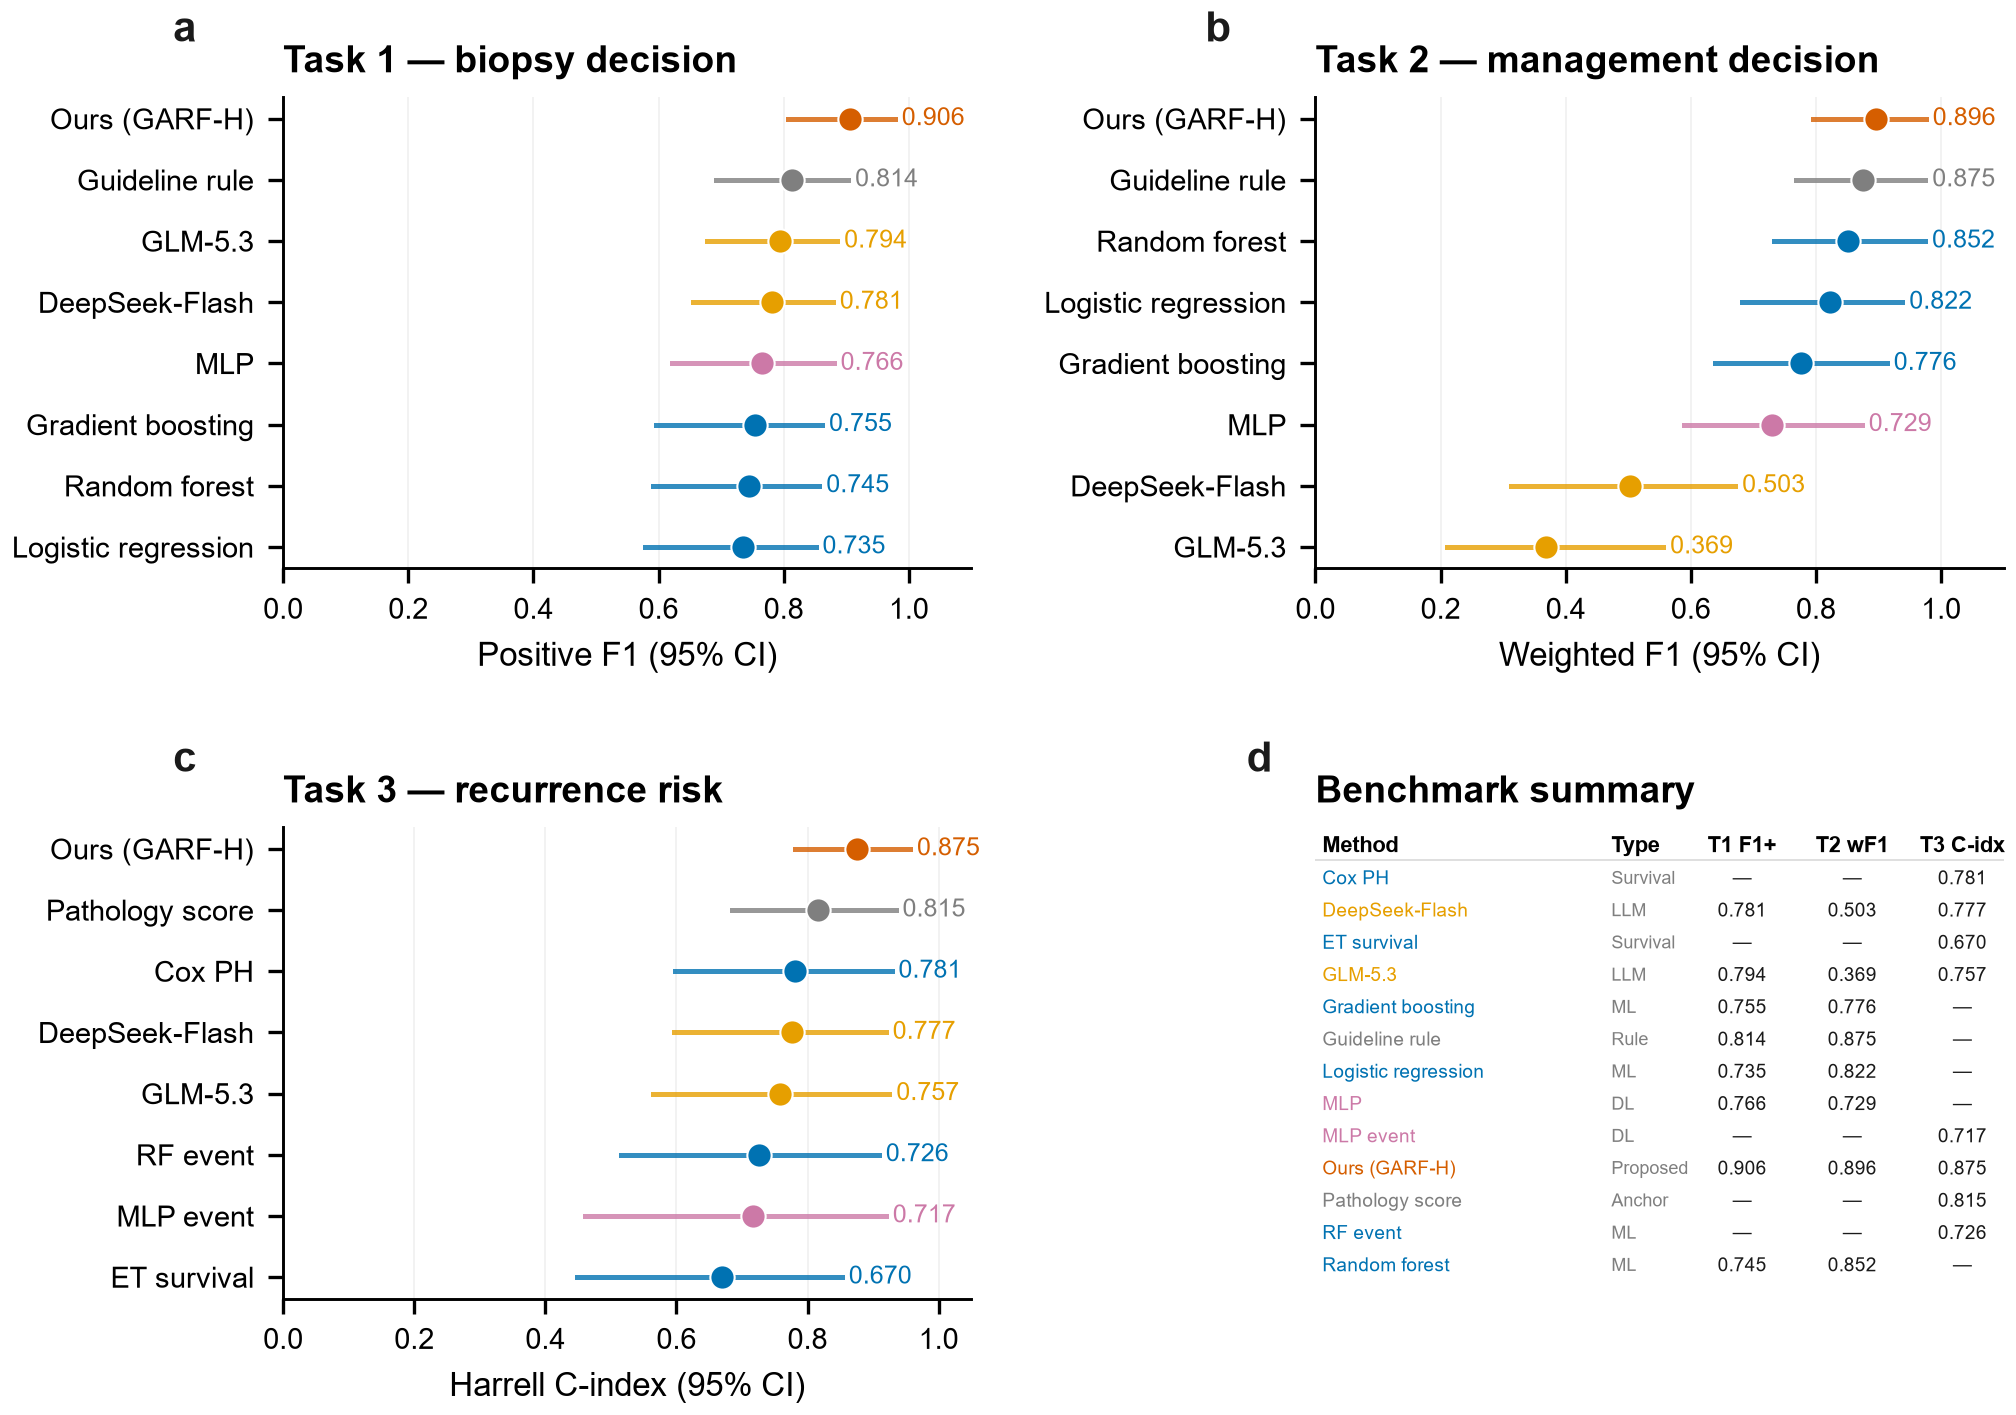 a
Task 1 — biopsy decision
Ours (GARF-H)
0.906
Guideline rule
0.814
GLM-5.3
0.794
DeepSeek-Flash
0.781
MLP
0.766
Gradient boosting
0.755
Random forest
0.745
Logistic regression
0.735
0.0 0.2 0.4 0.6 0.8 1.0
Positive F1 (95% CI)
b
Task 2 — management decision
Ours (GARF-H)
0.896
Guideline rule
0.875
Random forest
0.852
Logistic regression
0.822
Gradient boosting
0.776
MLP
0.729
DeepSeek-Flash
0.503
GLM-5.3
0.369
0.0 0.2 0.4 0.6 0.8 1.0
Weighted F1 (95% CI)
c
Task 3 — recurrence risk
Ours (GARF-H)
0.875
Pathology score
0.815
Cox PH
0.781
DeepSeek-Flash
0.777
GLM-5.3
0.757
RF event
0.726
MLP event
0.717
ET survival
0.670
0.0 0.2 0.4 0.6 0.8 1.0
Harrell C-index (95% CI)
d
Benchmark summary
Method Type T1 F1+ T2 wF1 T3 C-idx
Cox PH Survival — — 0.781
DeepSeek-Flash LLM 0.781 0.503 0.777
ET survival Survival — — 0.670
GLM-5.3 LLM 0.794 0.369 0.757
Gradient boosting ML 0.755 0.776 —
Guideline rule Rule 0.814 0.875 —
Logistic regression ML 0.735 0.822 —
MLP DL 0.766 0.729 —
MLP event DL — — 0.717
Ours (GARF-H) Proposed 0.906 0.896 0.875
Pathology score Anchor — — 0.815
RF event ML — — 0.726
Random forest ML 0.745 0.852 —